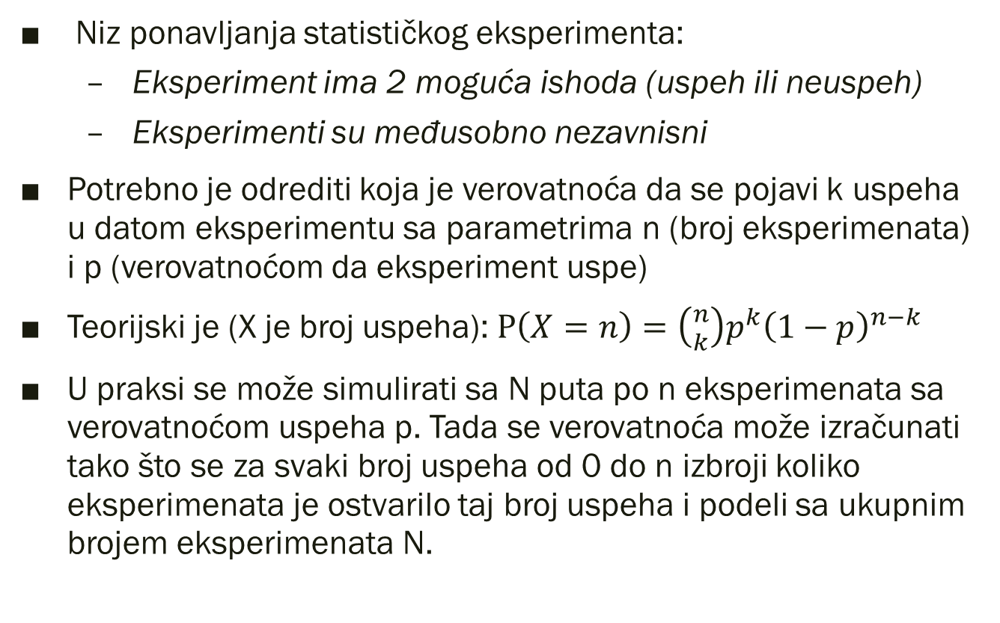 ■ Niz ponavljanja statističkog eksperimenta:
– Eksperiment ima 2 moguća ishoda (uspeh ili neuspeh)
– Eksperimenti su međusobno nezavnisni
■ Potrebno je odrediti koja je verovatnoća da se pojavi k uspeha
u datom eksperimentu sa parametrima n (broj eksperimenata)
i p (verovatnoćom da eksperiment uspe)
■ Teorijski je (X je broj uspeha): P(X = n) = \binom{n}{k} p^k (1 − p)^{n−k}
■ U praksi se može simulirati sa N puta po n eksperimenata sa
verovatnoćom uspeha p. Tada se verovatnoća može izračunati
tako što se za svaki broj uspeha od 0 do n izbroji koliko
eksperimenata je ostvarilo taj broj uspeha i podeli sa ukupnim
brojem eksperimenata N.